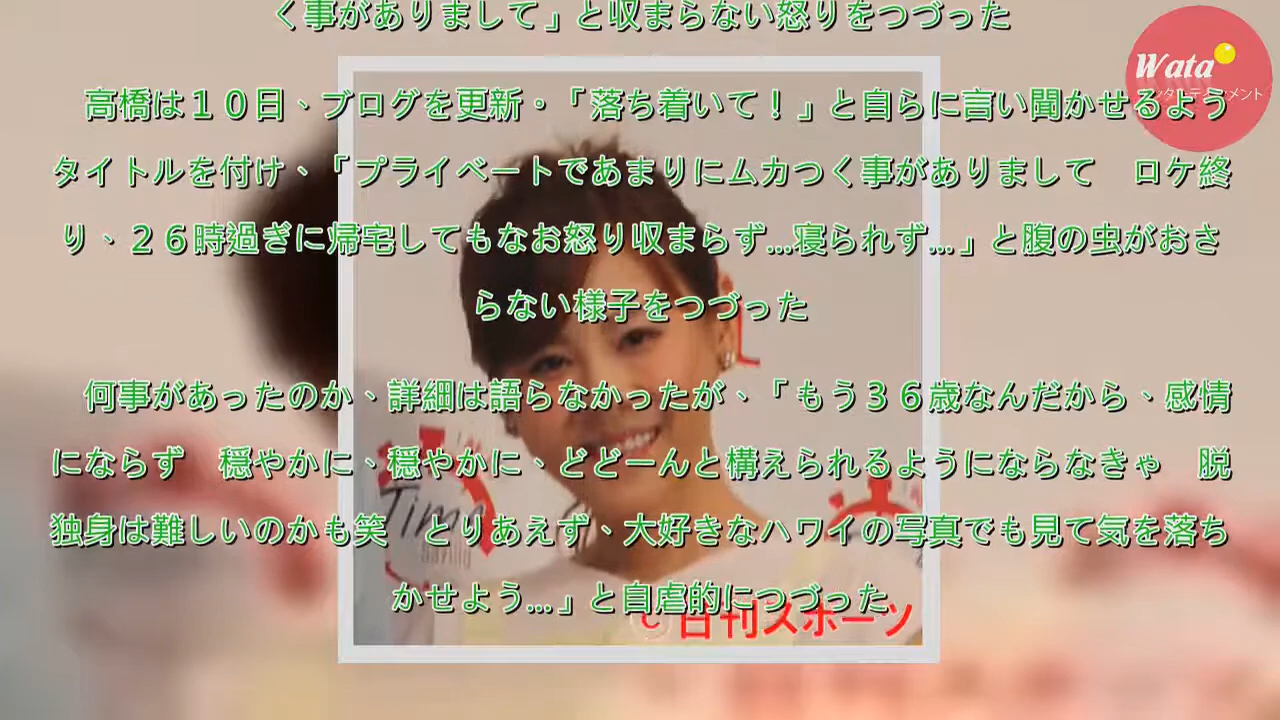 く事がありまして」と収まらない怒りをつづった
Wata
高橋は１０日、ブログを更新・「落ち着いて！」と自らに言い聞かせるよう
タイトルを付け、「プライベートであまりにムカつく事がありまして　ロケ終
り、２６時過ぎに帰宅してもなお怒り収まらず...寝られず...」と腹の虫がおさ
らない様子をつづった
何事があったのか、詳細は語らなかったが、「もう３６歳なんだから、感情
にならず　穏やかに、穏やかに、どどーんと構えられるようにならなきゃ　脱
独身は難しいのかも笑　とりあえず、大好きなハワイの写真でも見て気を落ち
Time
Saving
かせよう...」と自虐的につづった
日刊スポーツ